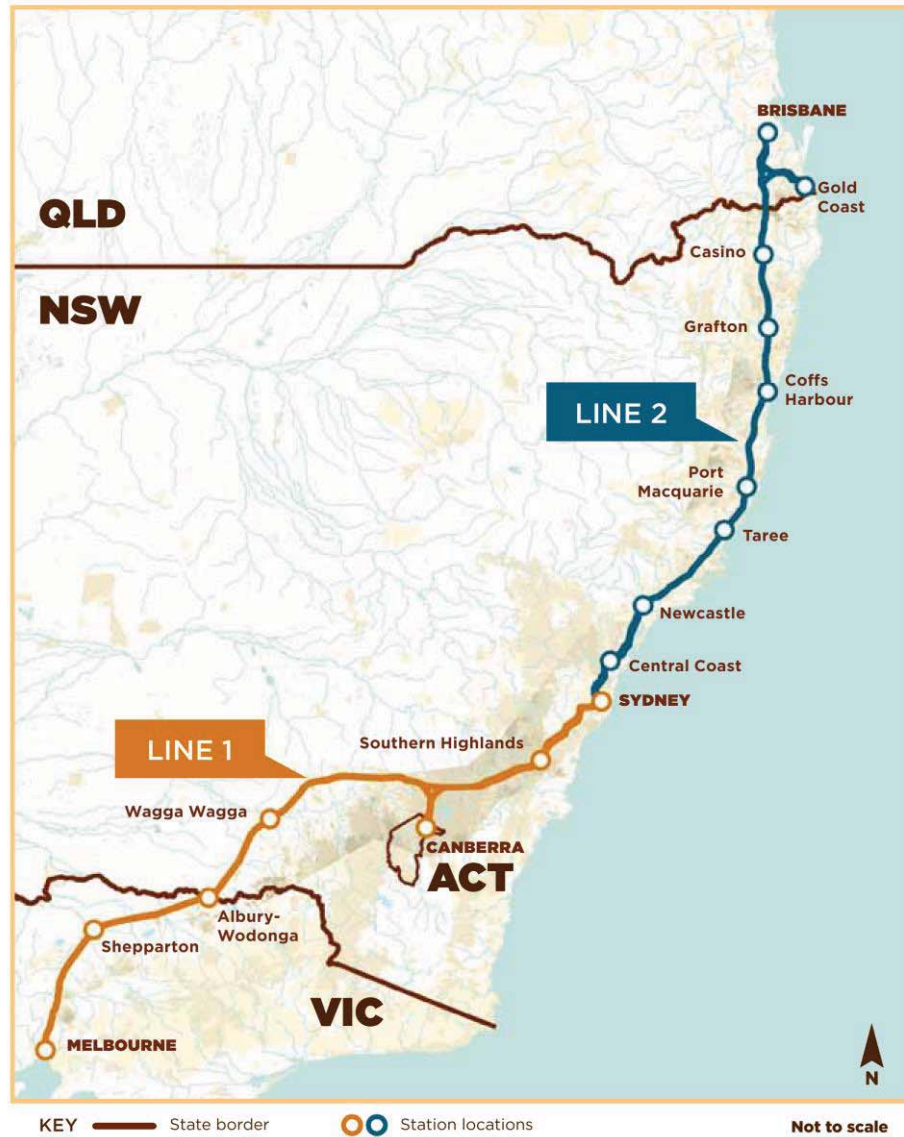 BRISBANE
Gold
Coast
QLD
Casino
NSW
Grafton
Coffs
Harbour
LINE 2
Port
Macquarie
Taree
Newcastle
Central Coast
SYDNEY
Southern Highlands
LINE 1
Wagga Wagga
CANBERRA
ACT
Albury-
Wodonga
Shepparton
VIC
MELBOURNE
N
KEY State border Station locations Not to scale